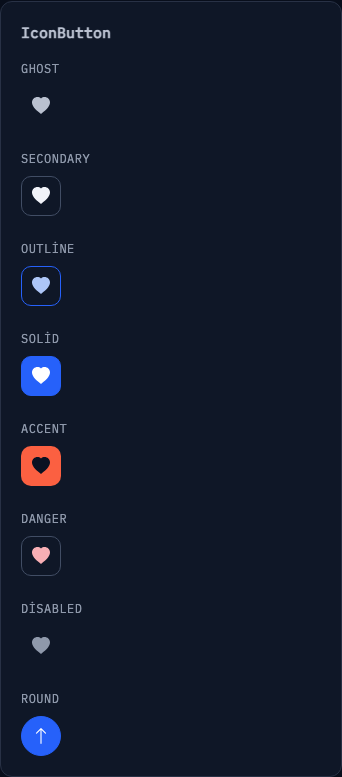 IconButton
GHOST
SECONDARY
OUTLİNE
SOLİD
ACCENT
DANGER
DİSABLED
ROUND